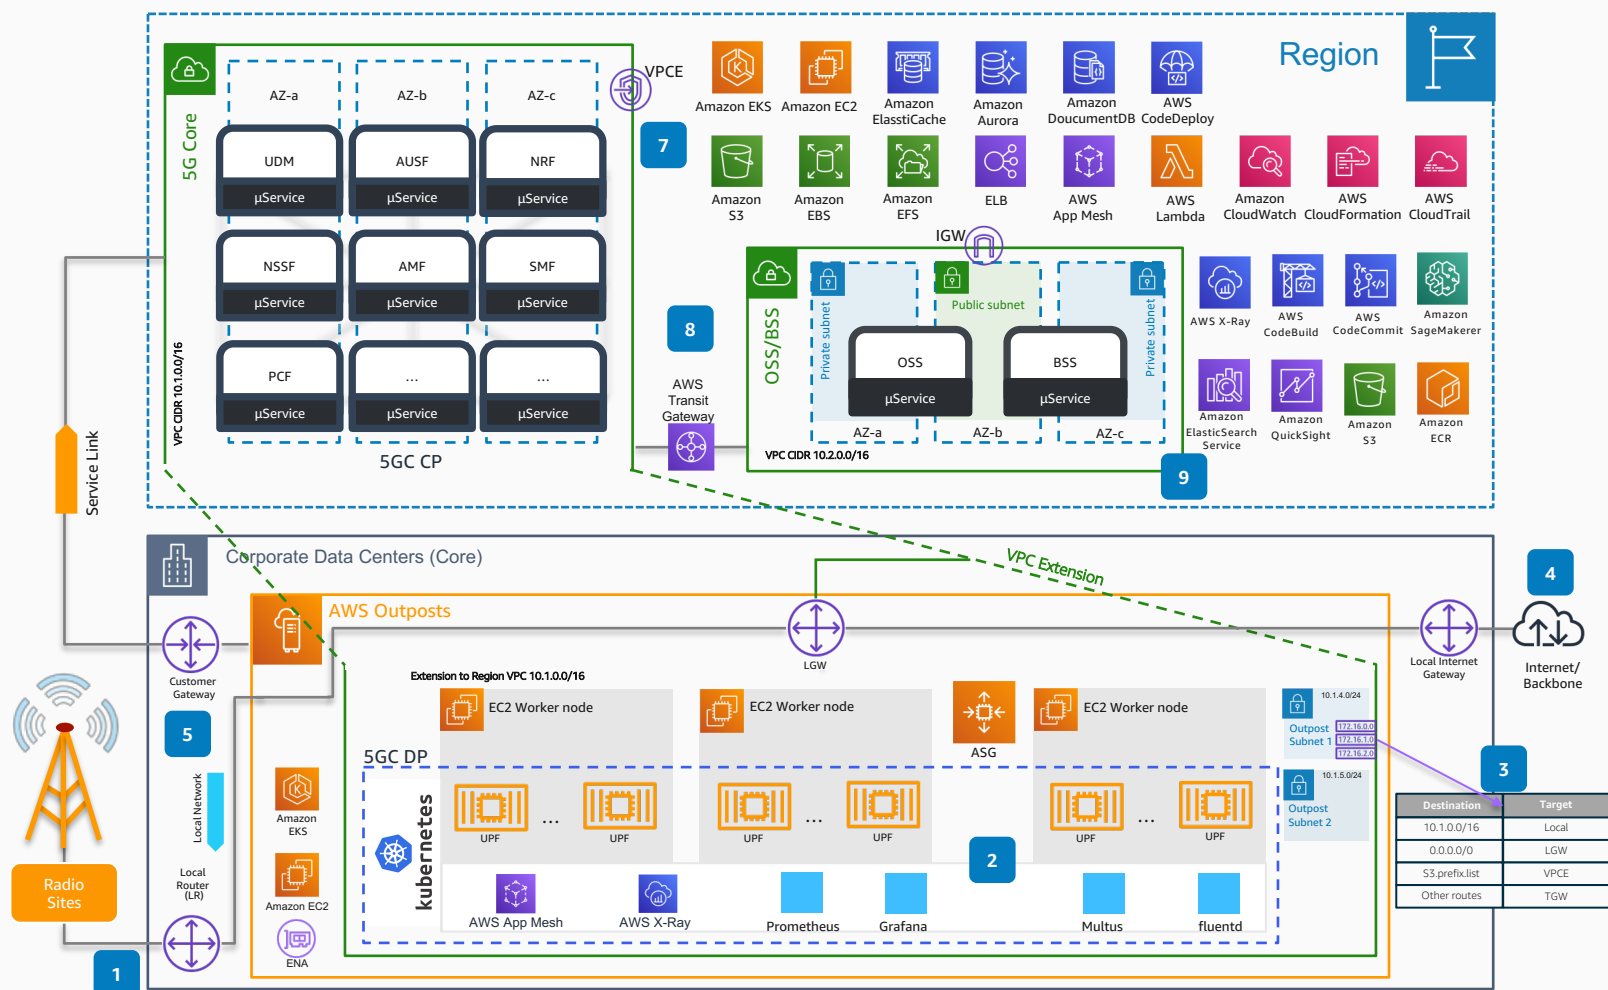 Region
5G Core
AZ-a
AZ-b
AZ-c
VPCE
7
UDM
µService
AUSF
µService
NRF
µService
NSSF
µService
AMF
µService
SMF
µService
PCF
µService
...
µService
...
µService
5GC CP
VPC CIDR 10.1.0.0/16
Amazon EKS
Amazon EC2
Amazon
ElasstiCache
Amazon
Aurora
Amazon
DoucumentDB
AWS
CodeDeploy
Amazon
S3
Amazon
EBS
Amazon
EFS
ELB
AWS
App Mesh
AWS
Lambda
Amazon
CloudWatch
AWS
CloudFormation
AWS
CloudTrail
IGW
8
AWS
Transit
Gateway
OSS/BSS
Private subnet
Public subnet
Private subnet
OSS
µService
BSS
µService
AZ-a
AZ-b
AZ-c
VPC CIDR 10.2.0.0/16
9
AWS X-Ray
AWS
CodeBuild
AWS
CodeCommit
Amazon
SageMakerer
Amazon
ElasticSearch
Service
Amazon
QuickSight
Amazon
S3
Amazon
ECR
Service Link
Corporate Data Centers (Core)
VPC Extension
4
AWS Outposts
Customer
Gateway
LGW
Local Internet
Gateway
Internet/
Backbone
5
Extension to Region VPC 10.1.0.0/16
EC2 Worker node
EC2 Worker node
ASG
EC2 Worker node
10.1.4.0/24
Outpost
Subnet 1
172.16.0.0
172.16.1.0
172.16.2.0
10.1.5.0/24
Outpost
Subnet 2
3
Destination Target
10.1.0.0/16 Local
0.0.0.0/0 LGW
S3.prefix.list VPCE
Other routes TGW
5GC DP
kubernetes
UPF
...
UPF
UPF
...
UPF
UPF
...
UPF
2
AWS App Mesh
AWS X-Ray
Prometheus
Grafana
Multus
fluentd
Local Network
Amazon
EKS
Amazon EC2
ENA
Local
Router
(LR)
Radio
Sites
1